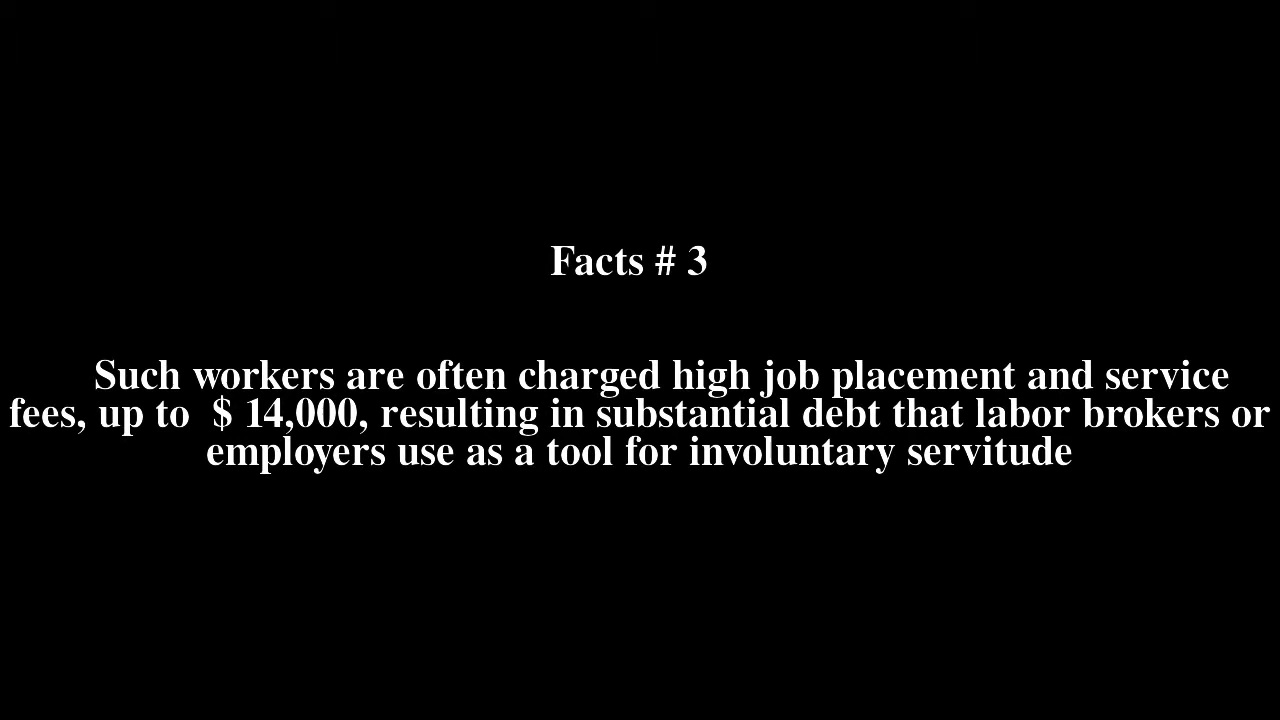 Facts # 3
Such workers are often charged high job placement and service
fees, up to  $ 14,000, resulting in substantial debt that labor brokers or
employers use as a tool for involuntary servitude